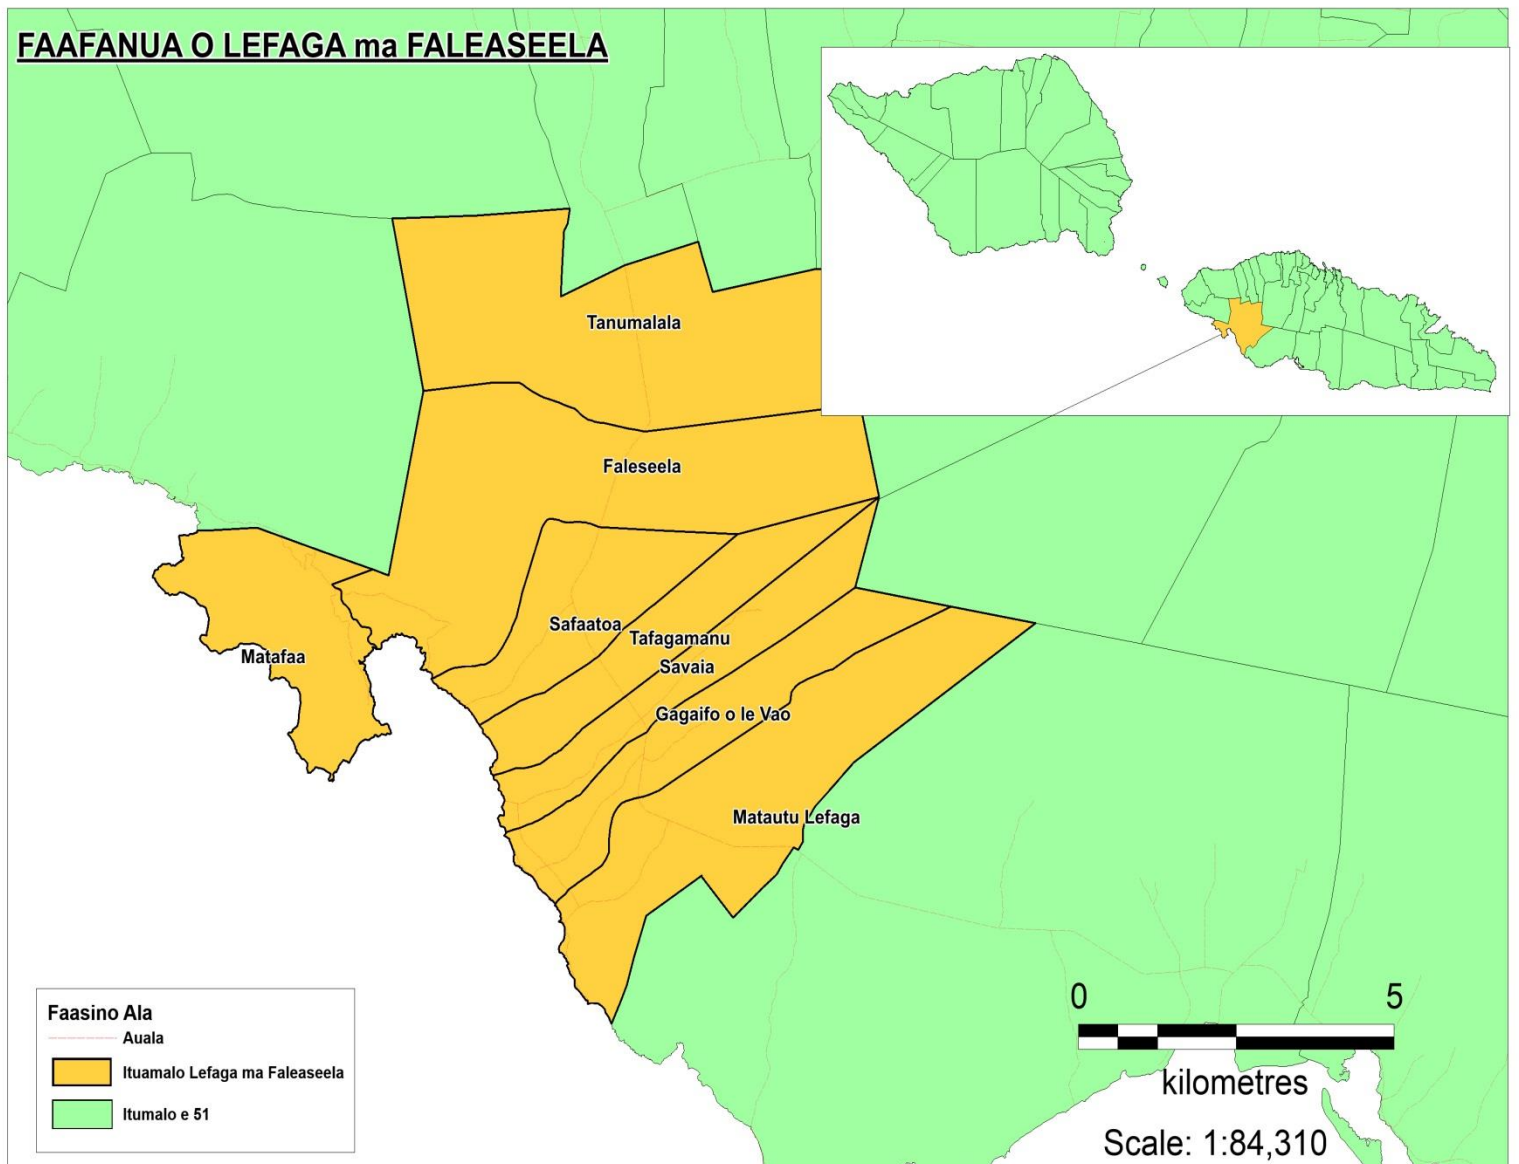 FAAFANUA O LEFAGA ma FALEASEELA
Tanumalala
Faleseela
Safaatoa
Tafagamanu
Matafaa
Savaia
Gagaifo o le Vao
Matautu Lefaga
Faasino Ala
Auala
Ituamalo Lefaga ma Faleaseela
Itumalo e 51
0 5
kilometres
Scale: 1:84,310